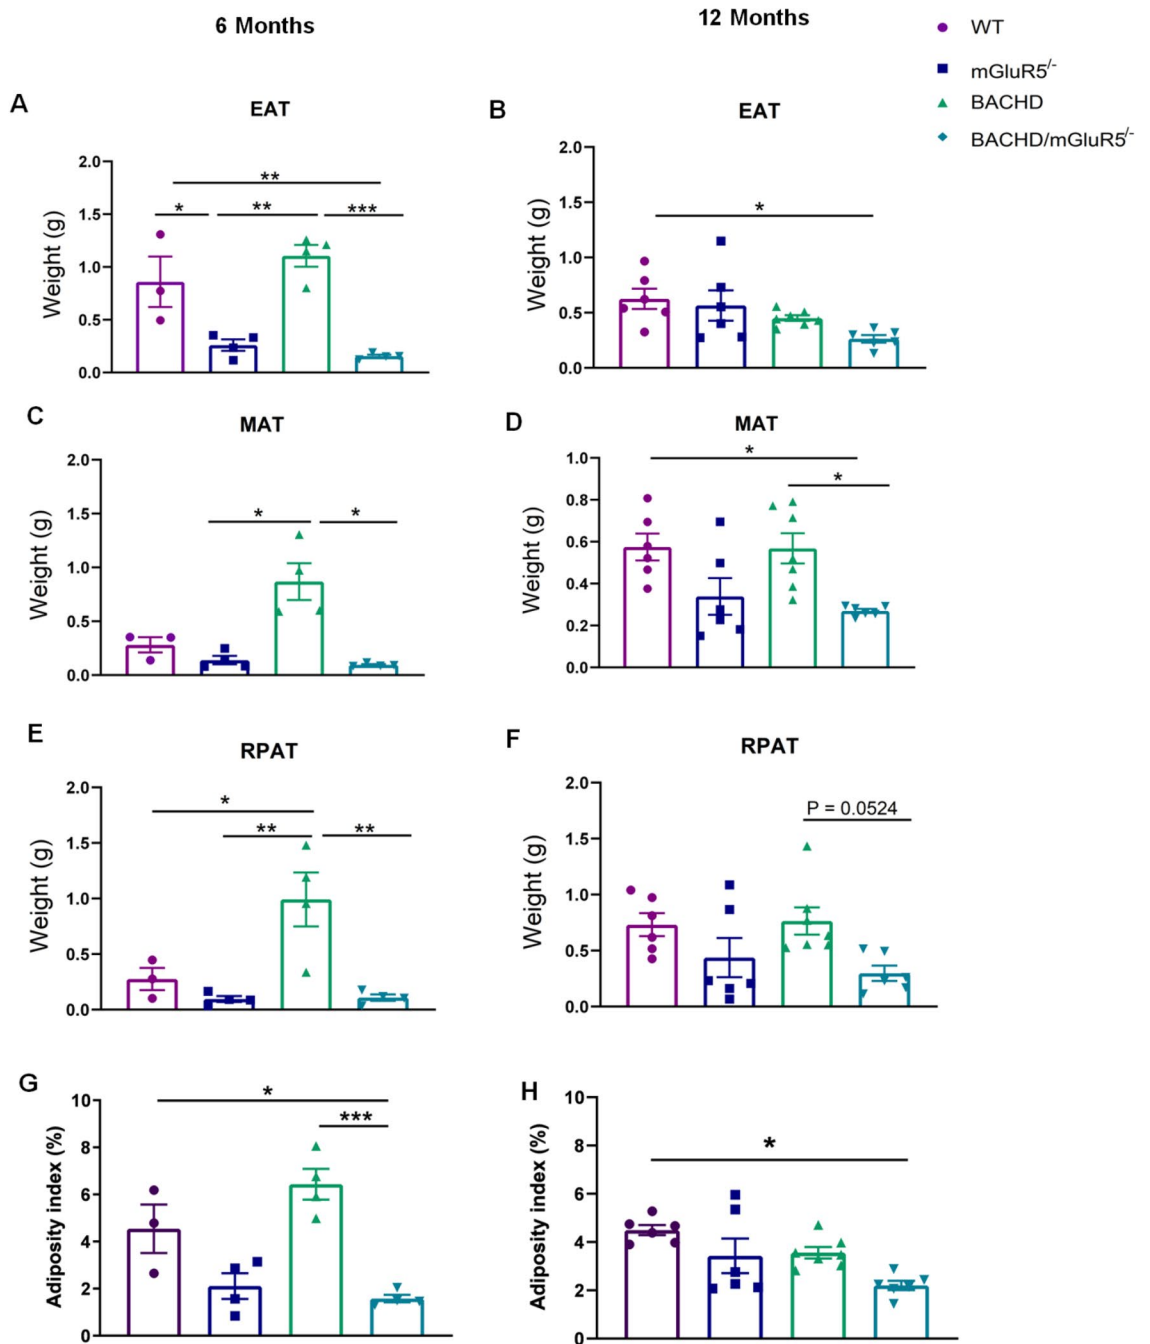 6 Months
12 Months
WT
mGluR5-/-
BACHD
BACHD/mGluR5-/-
A
EAT
Weight (g)
2.0
1.5
1.0
0.5
0.0
**
*
**
***
B
EAT
Weight (g)
2.0
1.5
1.0
0.5
0.0
*
C
MAT
Weight (g)
2.0
1.5
1.0
0.5
0.0
*
*
D
MAT
Weight (g)
1.0
0.8
0.6
0.4
0.2
0.0
*
*
E
RPAT
Weight (g)
2.0
1.5
1.0
0.5
0.0
*
**
**
F
RPAT
Weight (g)
2.0
1.5
1.0
0.5
0.0
P = 0.0524
G
Adiposity index (%)
10
8
6
4
2
0
*
***
H
Adiposity index (%)
10
8
6
4
2
0
*